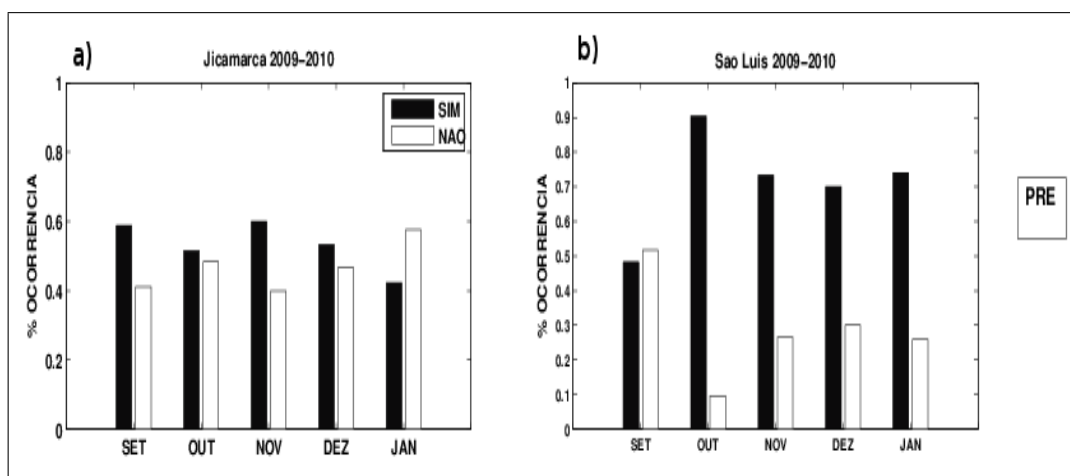 a)
Jicamarca 2009-2010
% OCORRENCIA
1
0.8
0.6
0.4
0.2
0
SIM
NAO
SET OUT NOV DEZ JAN
b)
Sao Luis 2009-2010
% OCORRENCIA
1
0.9
0.8
0.7
0.6
0.5
0.4
0.3
0.2
0.1
0
SET OUT NOV DEZ JAN
PRE